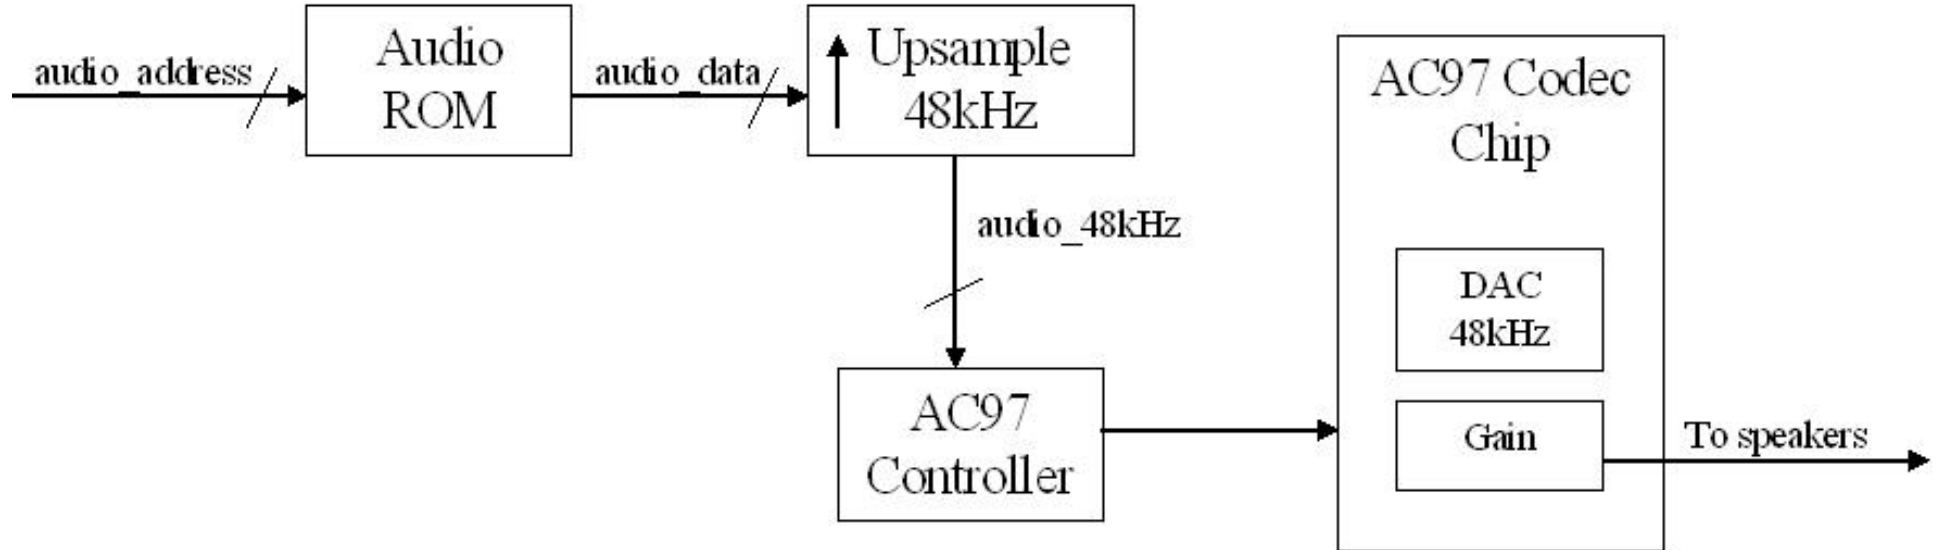 audio_address
Audio
ROM
audio_data
Upsample
48kHz
audio_48kHz
AC97
Controller
AC97 Codec
Chip
DAC
48kHz
Gain
To speakers